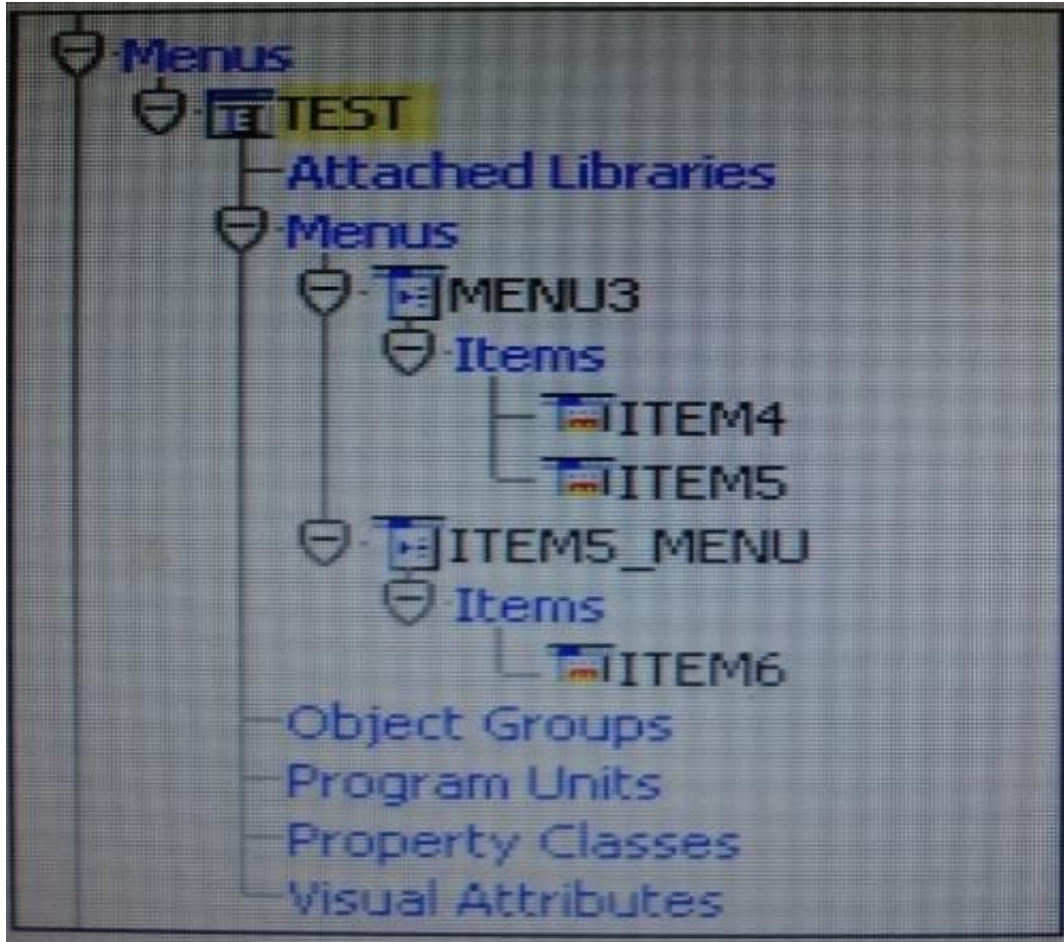 Menus
TEST
Attached Libraries
Menus
MENU3
Items
ITEM4
ITEM5
ITEM5_MENU
Items
ITEM6
Object Groups
Program Units
Property Classes
Visual Attributes